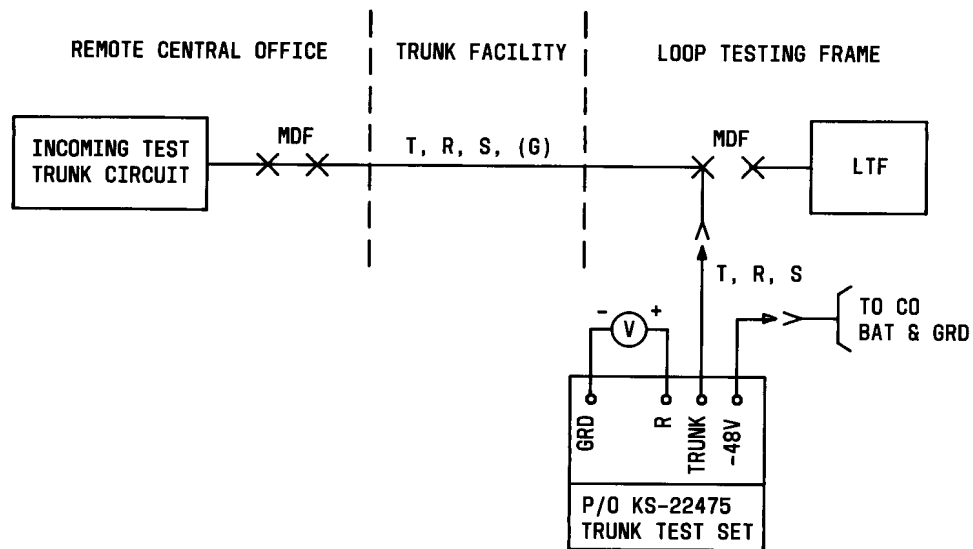 REMOTE CENTRAL OFFICE
TRUNK FACILITY
LOOP TESTING FRAME
INCOMING TEST
TRUNK CIRCUIT
MDF
T, R, S, (G)
MDF
LTF
T, R, S
TO CO
BAT & GRD
- V +
GRD
R
TRUNK
-48V
P/O KS-22475
TRUNK TEST SET